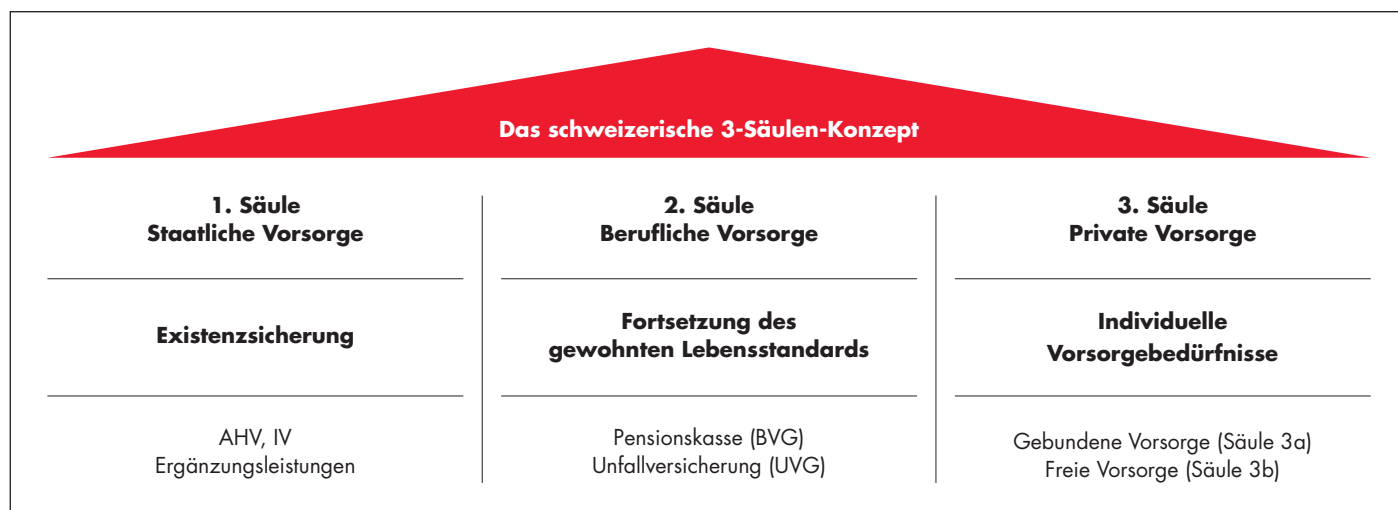 Das schweizerische 3-Säulen-Konzept
1. Säule
Staatliche Vorsorge
Existenzsicherung
AHV, IV
Ergänzungsleistungen
2. Säule
Berufliche Vorsorge
Fortsetzung des
gewohnten Lebensstandards
Pensionskasse (BVG)
Unfallversicherung (UVG)
3. Säule
Private Vorsorge
Individuelle
Vorsorgebedürfnisse
Gebundene Vorsorge (Säule 3a)
Freie Vorsorge (Säule 3b)